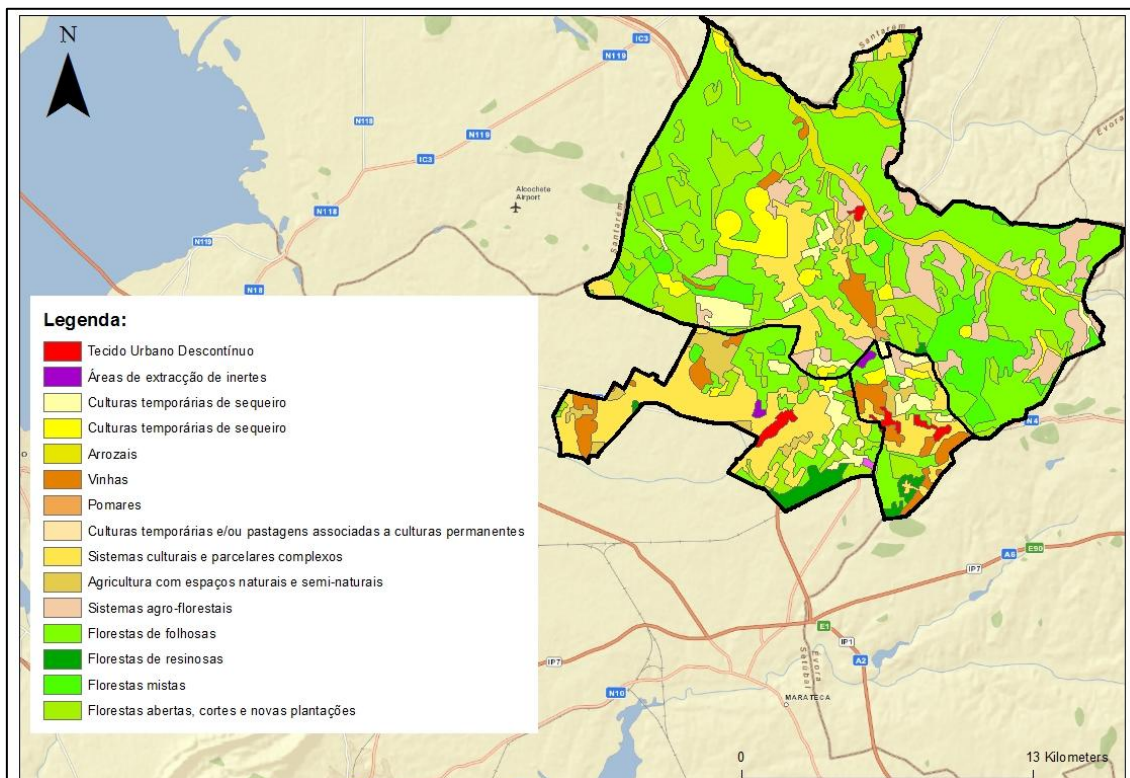 N
Santarém
IC3
N119
N118
Évora
N119
IC3
Alcochete
Airport
N118
Santarém
N119
N18
Legenda:
Tecido Urbano Descontínuo
Áreas de extracção de inertes
Culturas temporárias de sequeiro
Culturas temporárias de sequeiro
Arrozais
Vinhas
Pomares
Culturas temporárias e/ou pastagens associadas a culturas permanentes
Sistemas culturais e parcelares complexos
Agricultura com espaços naturais e semi-naturais
Sistemas agro-florestais
Florestas de folhosas
Florestas de resinosas
Florestas mistas
Florestas abertas, cortes e novas plantações
N4
A6
E90
IP7
E1
IP1
Setúbal
Évora
A2
IP7
N10
MARATECA
0
13 Kilometers